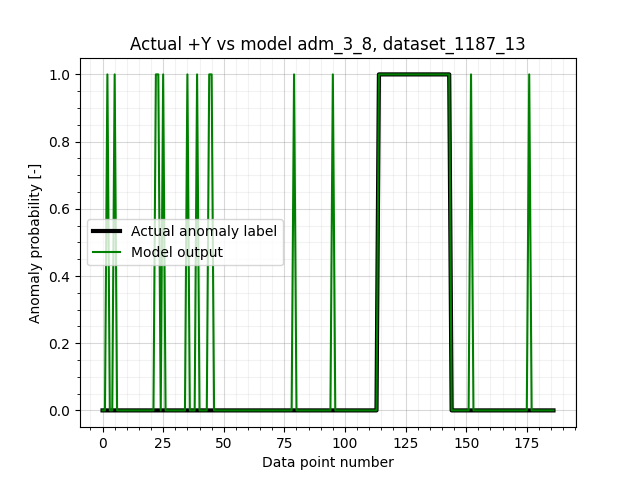 Actual +Y vs model adm_3_8, dataset_1187_13
Anomaly probability [-]
1.0
0.8
0.6
0.4
0.2
0.0
Actual anomaly label
Model output
0 25 50 75 100 125 150 175
Data point number